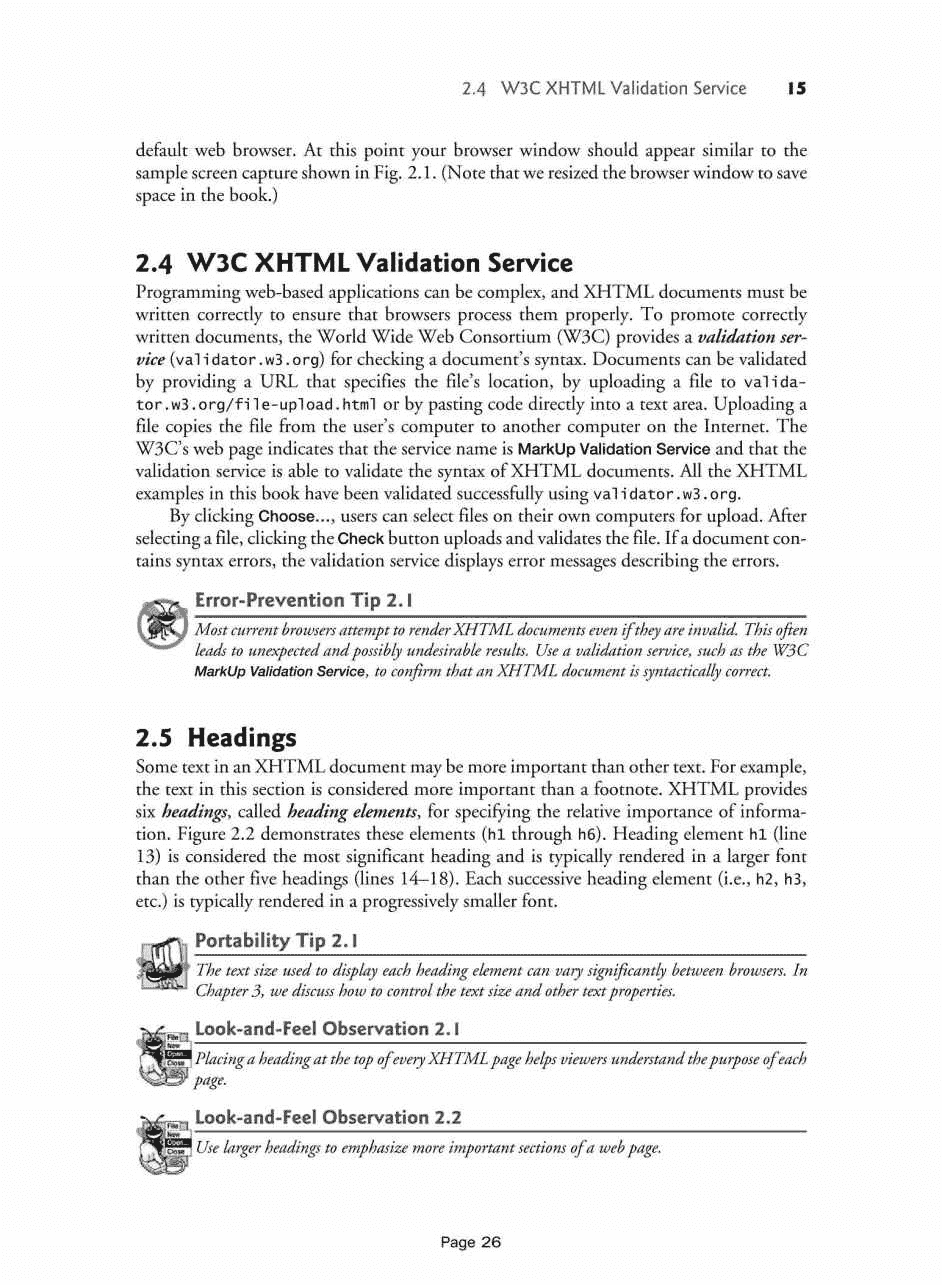 2.4 W3C XHTML Validation Service 15
default web browser. At this point your browser window should appear similar to the
sample screen capture shown in Fig. 2.1. (Note that we resized the browser window to save
space in the book.)
2.4 W3C XHTML Validation Service
Programming web-based applications can be complex, and XHTML documents must be
written correctly to ensure that browsers process them properly. To promote correctly
written documents, the World Wide Web Consortium (W3C) provides a validation ser-
vice (validator.w3.org) for checking a document's syntax. Documents can be validated
by providing a URL that specifies the file's location, by uploading a file to valida-
tor.w3.org/file-upload.html or by pasting code directly into a text area. Uploading a
file copies the file from the user's computer to another computer on the Internet. The
W3C's web page indicates that the service name is MarkUp Validation Service and that the
validation service is able to validate the syntax of XHTML documents. All the XHTML
examples in this book have been validated successfully using validator.w3.org.
By clicking Choose..., users can select files on their own computers for upload. After
selecting a file, clicking the Check button uploads and validates the file. If a document con-
tains syntax errors, the validation service displays error messages describing the errors.
Error-Prevention Tip 2.1
Most current browsers attempt to render XHTML documents even if they are invalid. This often
leads to unexpected and possibly undesirable results. Use a validation service, such as the W3C
MarkUp Validation Service, to confirm that an XHTML document is syntactically correct.
2.5 Headings
Some text in an XHTML document may be more important than other text. For example,
the text in this section is considered more important than a footnote. XHTML provides
six headings, called heading elements, for specifying the relative importance of informa-
tion. Figure 2.2 demonstrates these elements (h1 through h6). Heading element h1 (line
13) is considered the most significant heading and is typically rendered in a larger font
than the other five headings (lines 14–18). Each successive heading element (i.e., h2, h3,
etc.) is typically rendered in a progressively smaller font.
Portability Tip 2.1
The text size used to display each heading element can vary significantly between browsers. In
Chapter 3, we discuss how to control the text size and other text properties.
Look-and-Feel Observation 2.1
File
New
Open...
Close
Placing a heading at the top of every XHTML page helps viewers understand the purpose of each
page.
Look-and-Feel Observation 2.2
File
New
Open...
Close
Use larger headings to emphasize more important sections of a web page.
Page 26